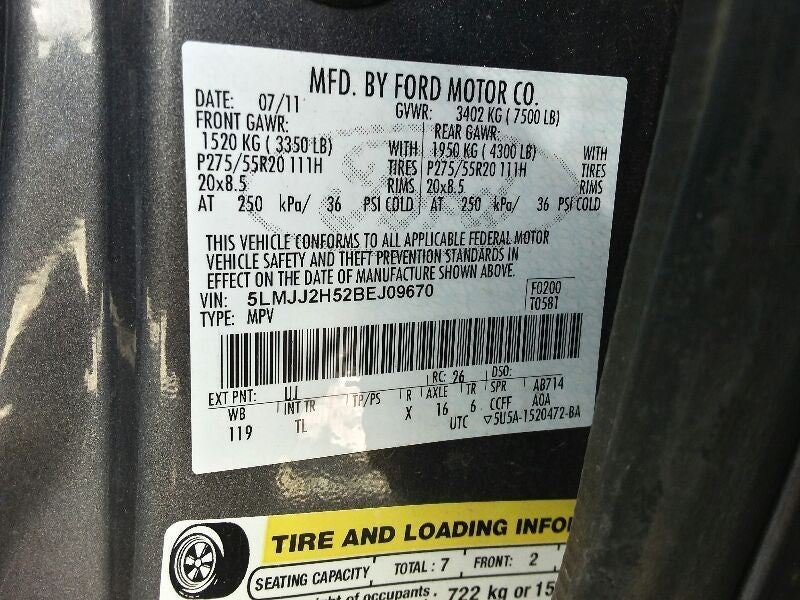 MFD. BY FORD MOTOR CO.
DATE: 07/11 GVWR: 3402 KG ( 7500 LB)
FRONT GAWR: REAR GAWR:
1520 KG ( 3350 LB) WITH 1950 KG ( 4300 LB) WITH
P275/55R20 111H TIRES P275/55R20 111H TIRES
20x8.5 RIMS 20x8.5 RIMS
AT 250 kPa/ 36 PSI COLD AT 250 kPa/ 36 PSI COLD
THIS VEHICLE CONFORMS TO ALL APPLICABLE FEDERAL MOTOR
VEHICLE SAFETY AND THEFT PREVENTION STANDARDS IN
EFFECT ON THE DATE OF MANUFACTURE SHOWN ABOVE.
VIN: 5LMJJ2H52BEJ09670 F0200
TYPE: MPV T0581
EXT PNT: UJ RC: 26 DSO:
WB INT TR TP/PS R AXLE TR SPR AB714
119 TL X 16 6 CCFF A0A
UTC ▽5U5A-1520472-BA
TIRE AND LOADING INFO
SEATING CAPACITY TOTAL : 7 FRONT: 2
of occupants 722 kg or 15